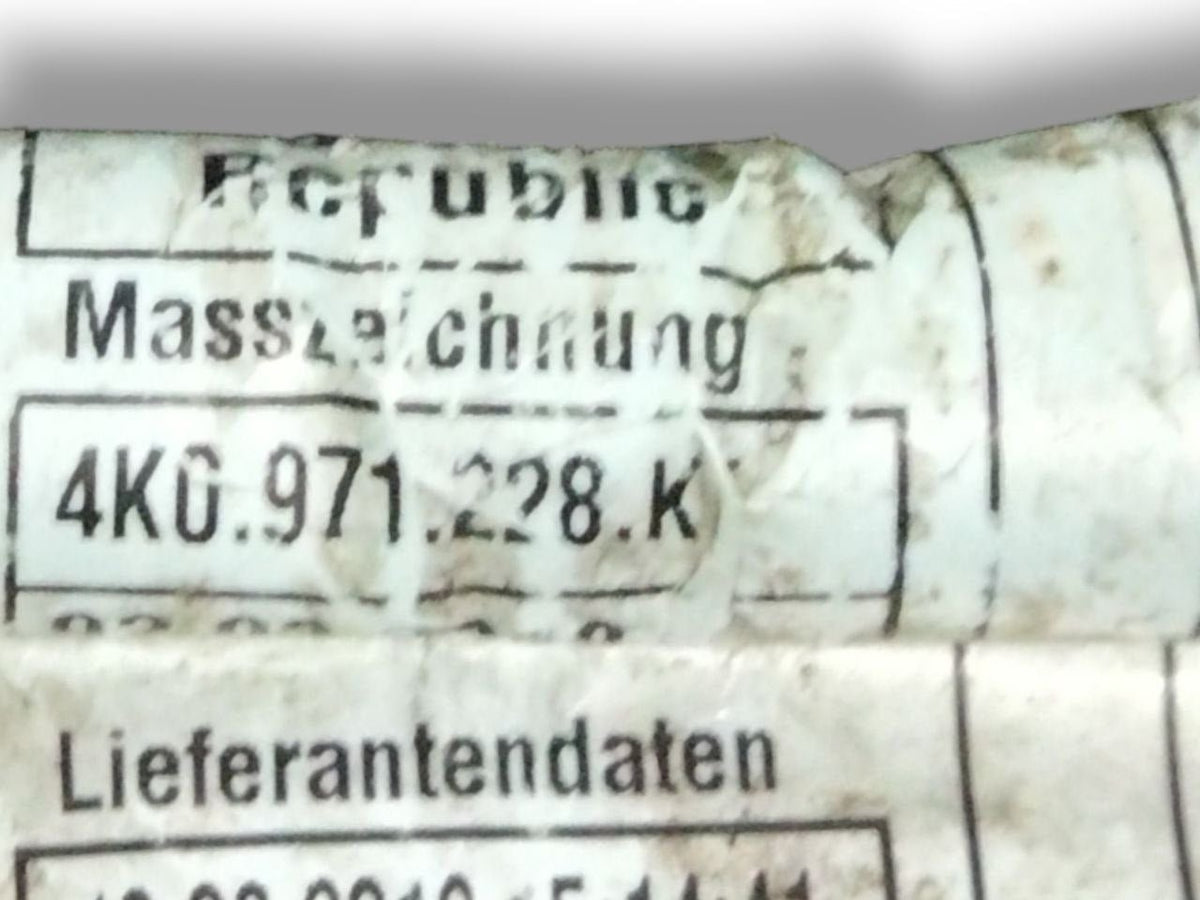 Republic
Masszeichnung
4K0.971.228.K
Lieferantendaten